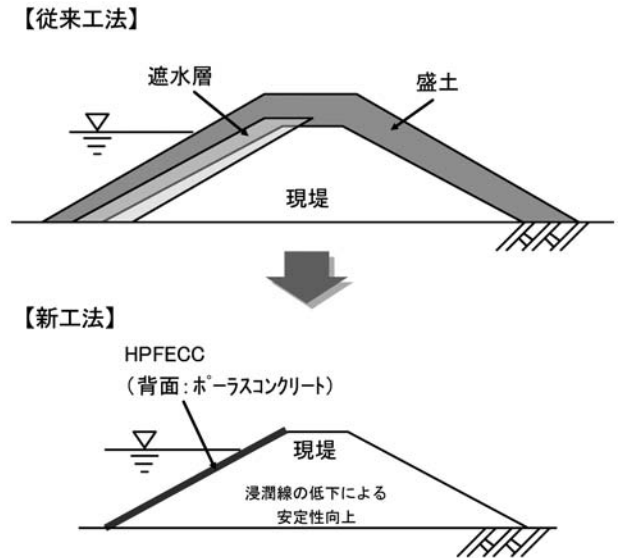 【従来工法】
遮水層
盛土
現堤
【新工法】
HPFECC
(背面:ポーラスコンクリート)
現堤
浸潤線の低下による
安定性向上